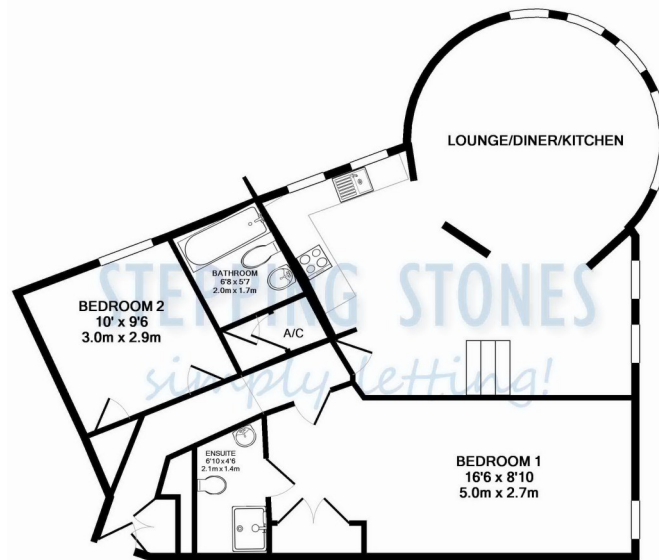 LOUNGE/DINER/KITCHEN
BATHROOM
6'8 x 5'7
2.0m x 1.7m
STEPPING STONES
BEDROOM 2
10' x 9'6
3.0m x 2.9m
A/C
simply letting!
ENSUITE
6'10 x 4'6
2.1m x 1.4m
BEDROOM 1
16'6 x 8'10
5.0m x 2.7m